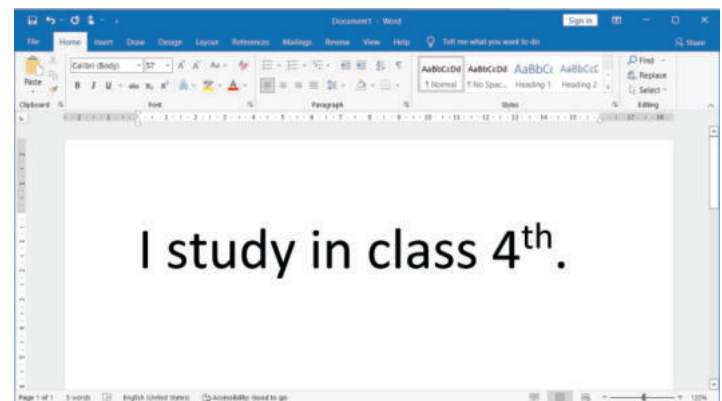 Document1 - Word
Sign in
File Home Insert Draw Design Layout References Mailings Review View Help Tell me what you want to do Share
Paste
Calibri (Body) 57
B I U abc
AaBbCcDd AaBbCcDd AaBbCc AaBbCcC
¶ Normal ¶ No Spac... Heading 1 Heading 2
Find
Replace
Select
Clipboard Font Paragraph Styles Editing
I study in class 4th.
Page 1 of 1 5 words English (United States) Accessibility: Good to go 120%